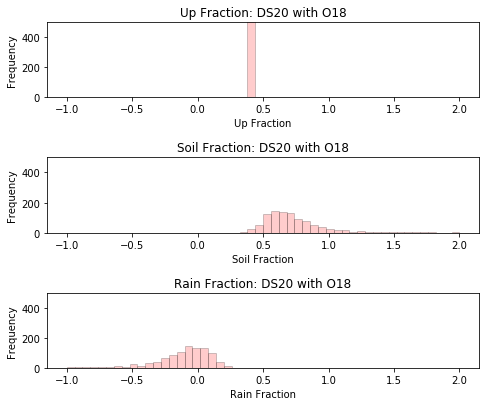 Up Fraction: DS20 with O18
400
200
0
Frequency
−1.0 −0.5 0.0 0.5 1.0 1.5 2.0
Up Fraction
Soil Fraction: DS20 with O18
400
200
0
Frequency
−1.0 −0.5 0.0 0.5 1.0 1.5 2.0
Soil Fraction
Rain Fraction: DS20 with O18
400
200
0
Frequency
−1.0 −0.5 0.0 0.5 1.0 1.5 2.0
Rain Fraction